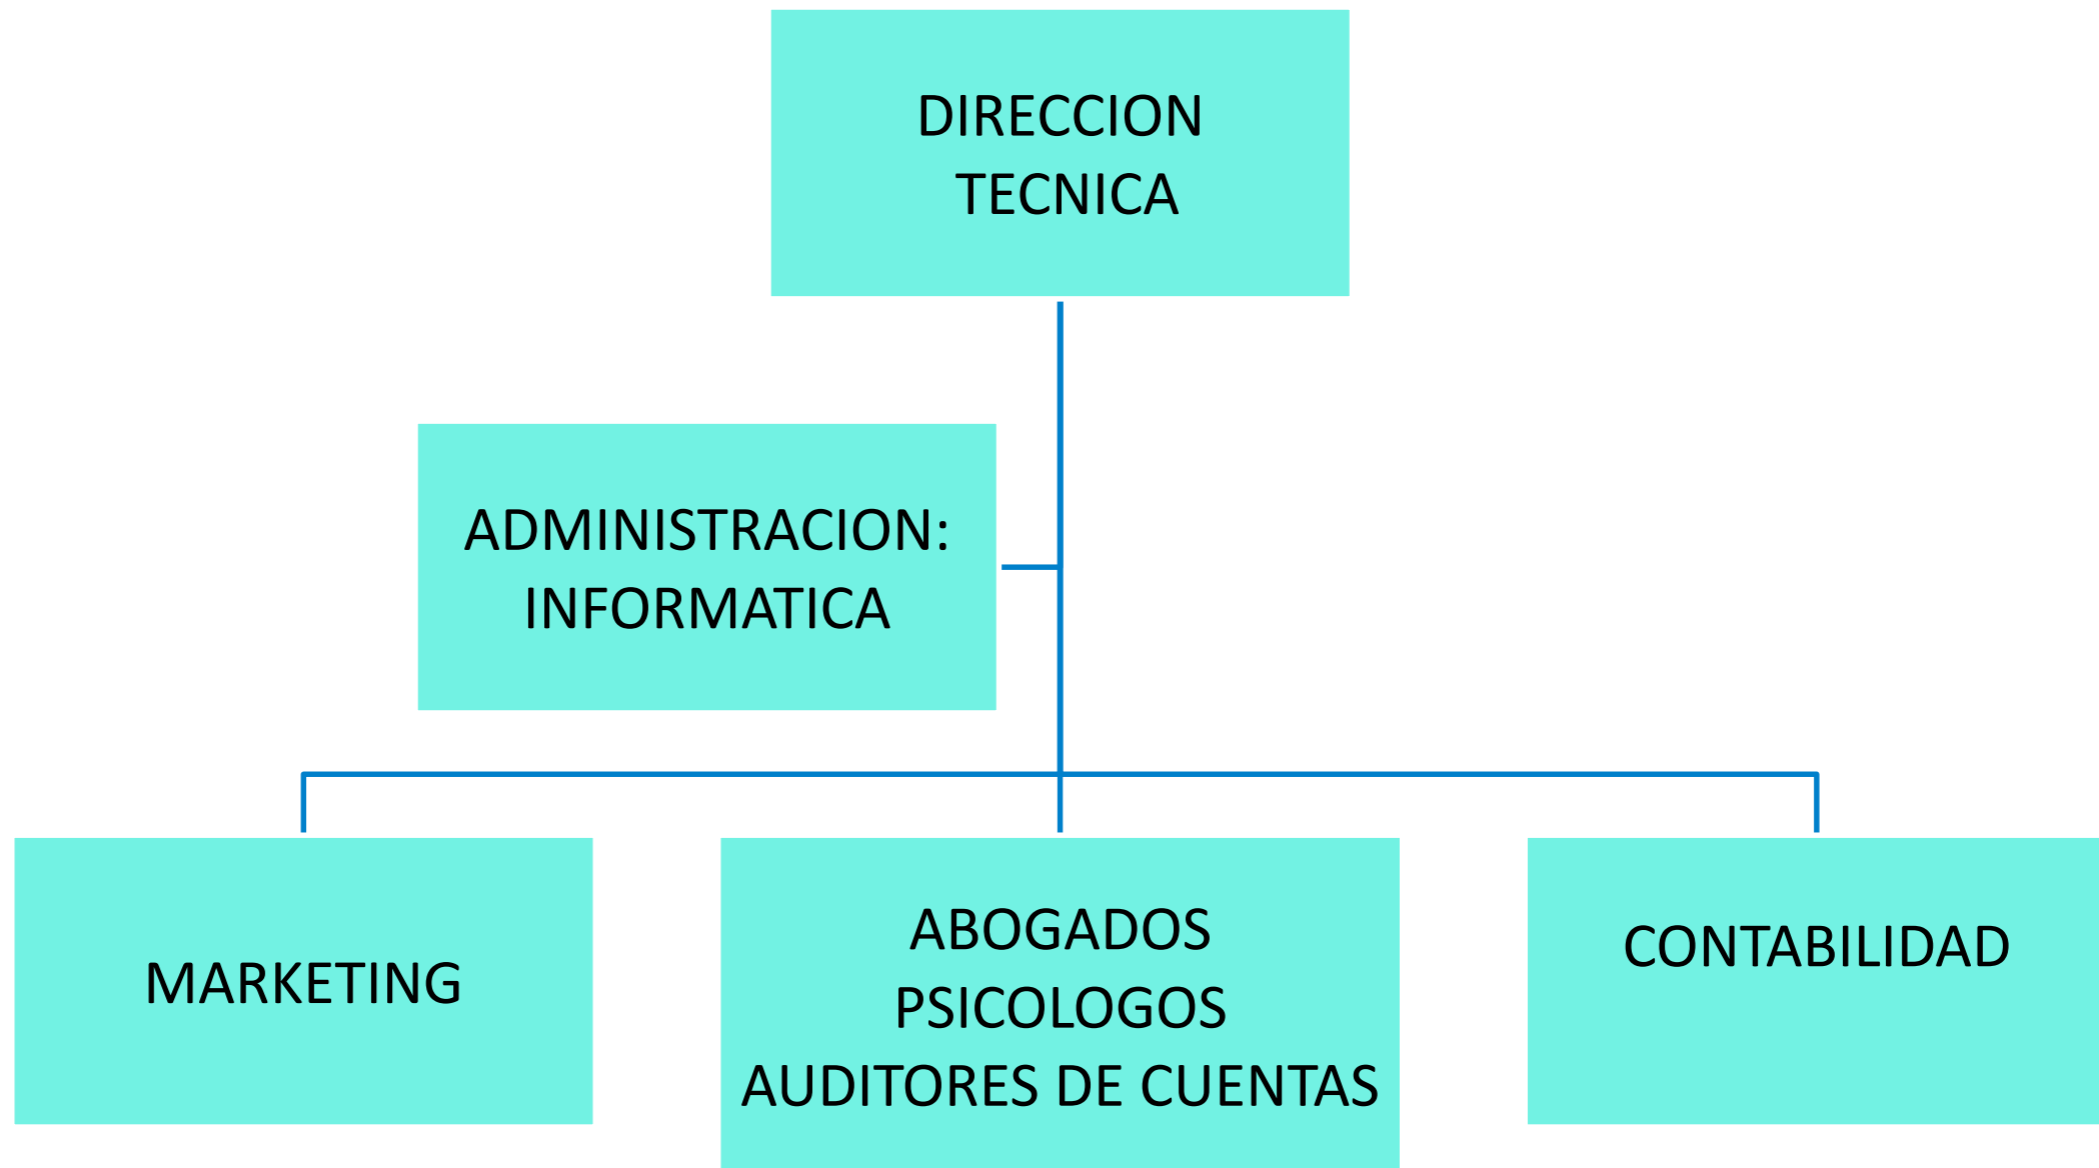 DIRECCION
TECNICA
ADMINISTRACION:
INFORMATICA
MARKETING
ABOGADOS
PSICOLOGOS
AUDITORES DE CUENTAS
CONTABILIDAD